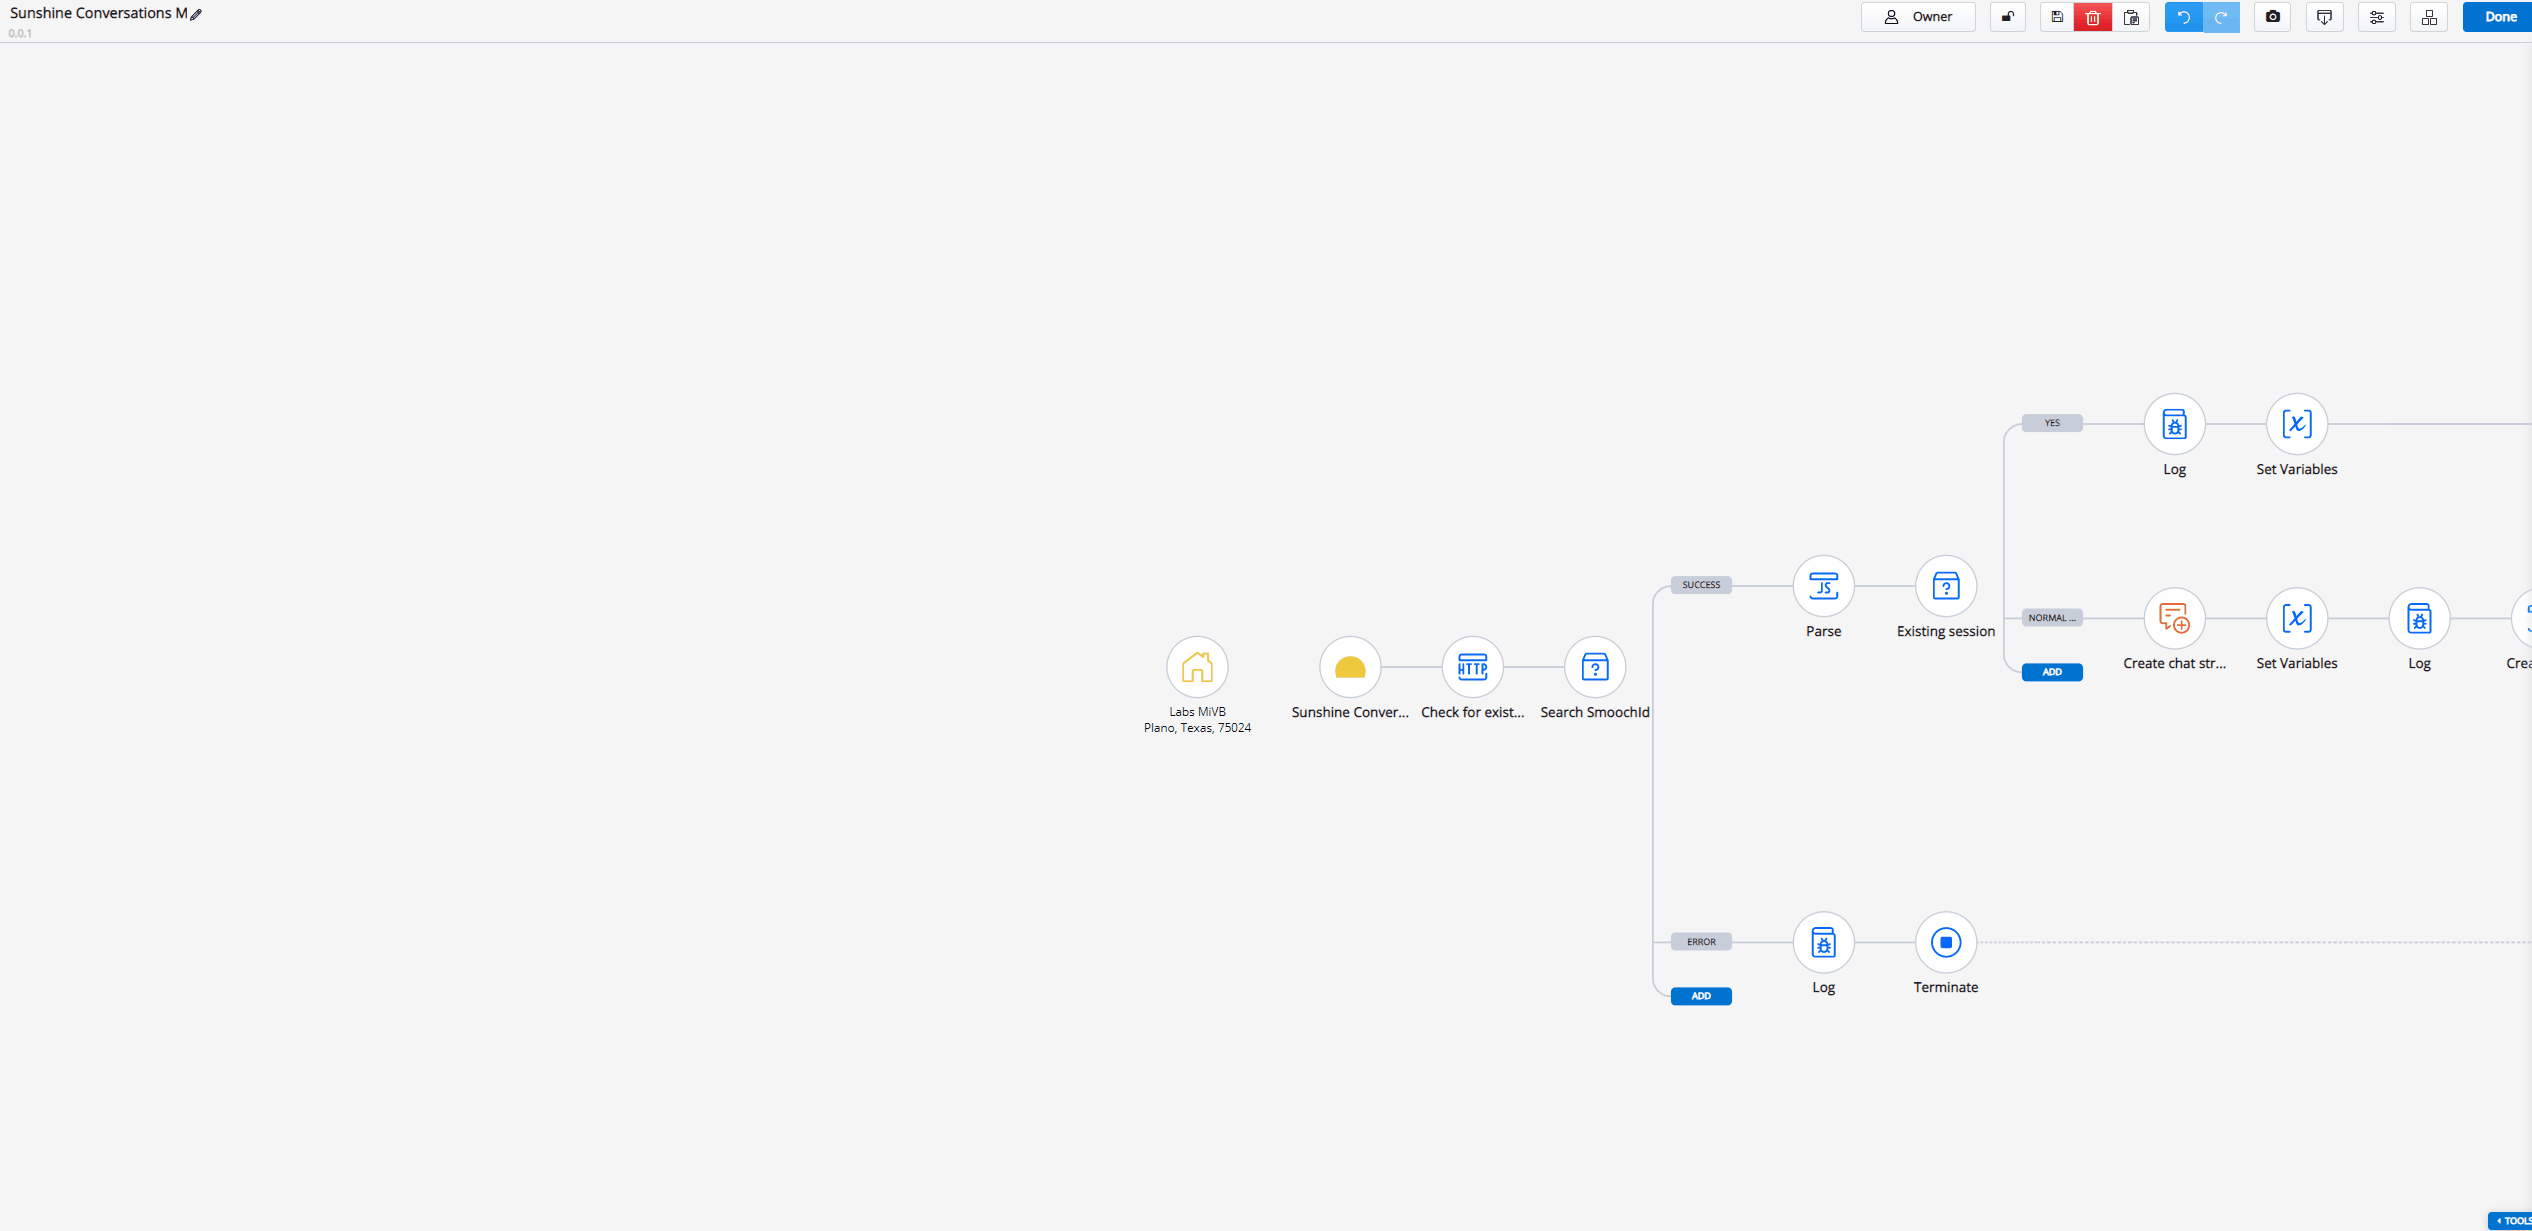 Sunshine Conversations M
0.0.1
Owner
Done
YES
Log
Set Variables
SUCCESS
JS
Parse
Existing session
NORMAL ...
Create chat str...
Set Variables
Log
Crea
ADD
Labs MiVB
Plano, Texas, 75024
Sunshine Conver...
HTTP
Check for exist...
Search SmoochId
ERROR
Log
Terminate
ADD
TOOLS